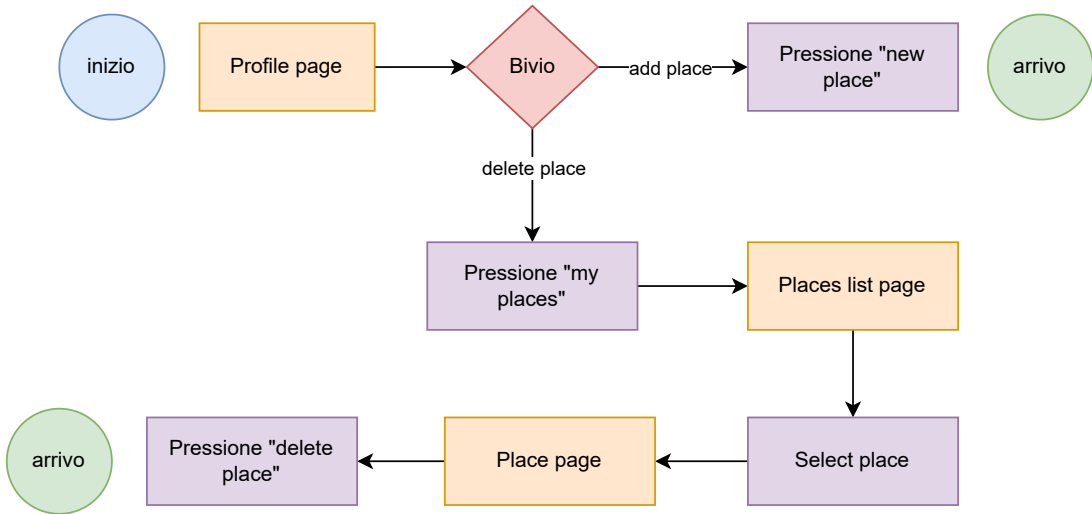 inizio
Profile page
Bivio
add place
Pressione "new
place"
arrivo
delete place
Pressione "my
places"
Places list page
arrivo
Pressione "delete
place"
Place page
Select place